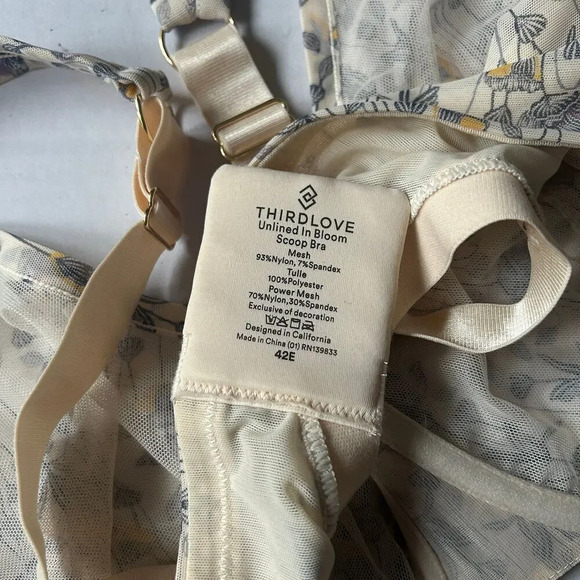 THIRDLOVE
Unlined In Bloom
Scoop Bra
Mesh
93%Nylon, 7%Spandex
Tulle
100%Polyester
Power Mesh
70%Nylon,30%Spandex
Exclusive of decoration
Designed in California
Made in China (01) RN139833
42E